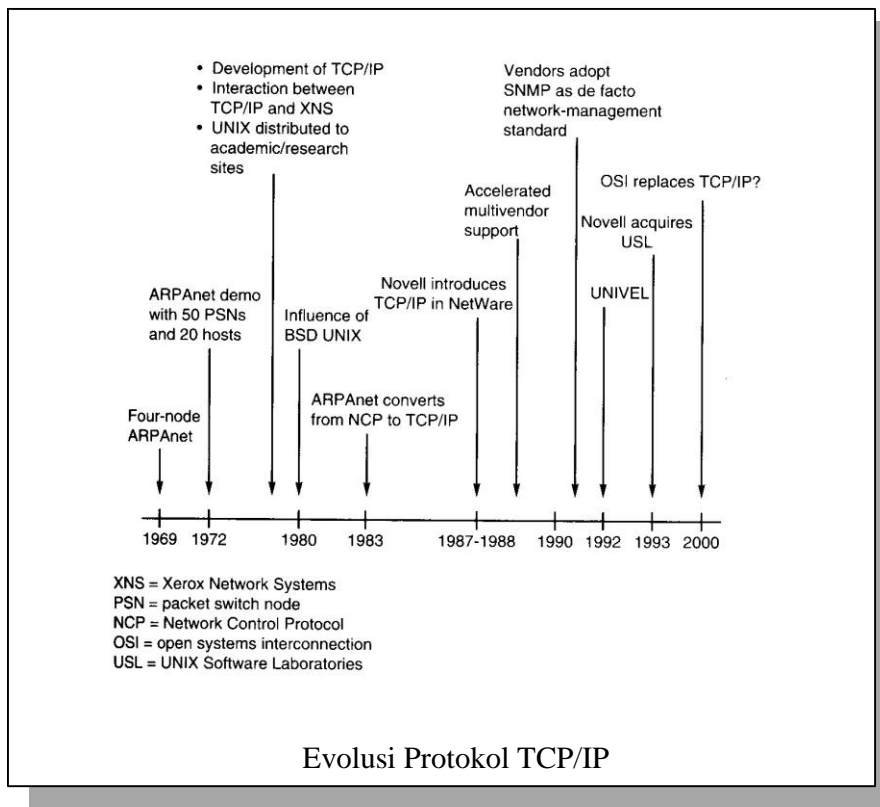 • Development of TCP/IP
• Interaction between
TCP/IP and XNS
• UNIX distributed to
academic/research
sites
Vendors adopt
SNMP as de facto
network-management
standard
OSI replaces TCP/IP?
Accelerated
multivendor
support
Novell acquires
USL
ARPAnet demo
with 50 PSNs
and 20 hosts
Influence of
BSD UNIX
Novell introduces
TCP/IP in NetWare
UNIVEL
Four-node
ARPAnet
ARPAnet converts
from NCP to TCP/IP
1969 1972 1980 1983 1987-1988 1990 1992 1993 2000
XNS = Xerox Network Systems
PSN = packet switch node
NCP = Network Control Protocol
OSI = open systems interconnection
USL = UNIX Software Laboratories
Evolusi Protokol TCP/IP